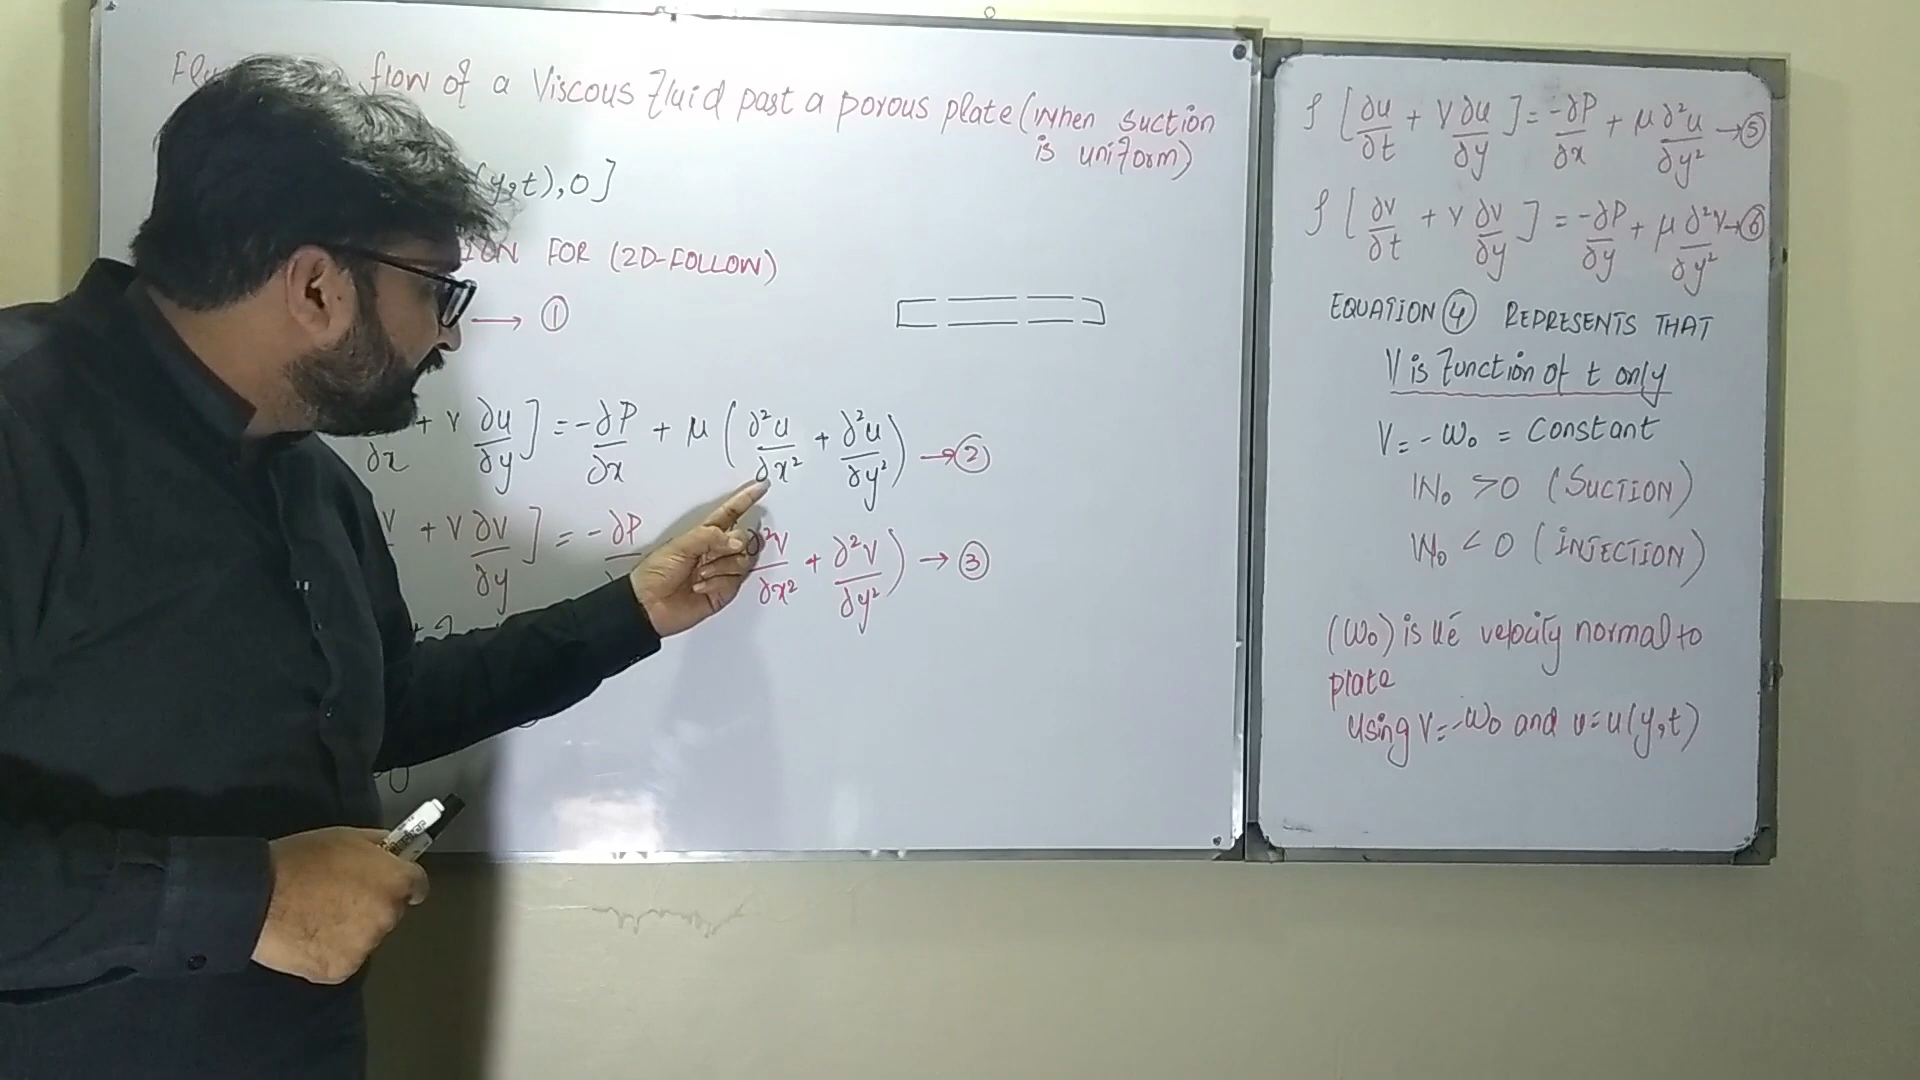 flow of a Viscous fluid past a porous plate (when suction
is uniform)
(y,t),0]
FOR (2D-FOLLOW)
→ ①
∂x + v ∂u/∂y ] = -∂P/∂x + μ (∂²u/∂x² + ∂²u/∂y²) → ②
+ v ∂v/∂y ] = -∂P ∂²v/∂x² + ∂²v/∂y² ) → ③
ρ [ ∂u/∂t + v ∂u/∂y ] = -∂P/∂x + μ ∂²u/∂y² → ⑤
ρ [ ∂v/∂t + v ∂v/∂y ] = -∂P/∂y + μ ∂²v/∂y² → ⑥
EQUATION ④ REPRESENTS THAT
V is function of t only
V = - W₀ = Constant
W₀ > 0 (SUCTION)
W₀ < 0 (INJECTION)
(W₀) is velocity normal to
plate
using V = -W₀ and u = u(y,t)